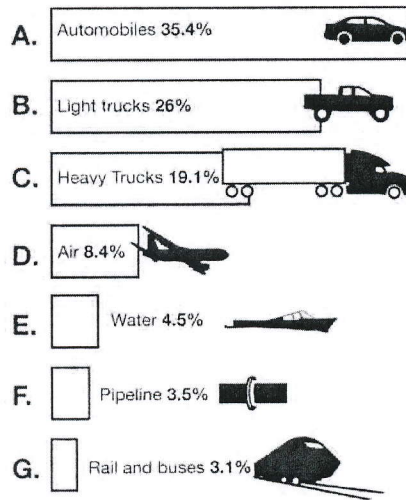 A. Automobiles 35.4%
B. Light trucks 26%
C. Heavy Trucks 19.1%
D. Air 8.4%
E. Water 4.5%
F. Pipeline 3.5%
G. Rail and buses 3.1%